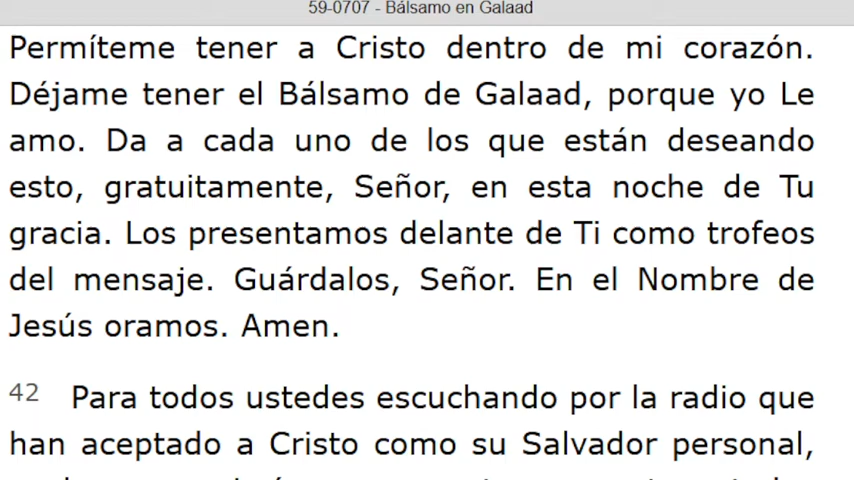 59-0707 - Bálsamo en Galaad
Permíteme tener a Cristo dentro de mi corazón.
Déjame tener el Bálsamo de Galaad, porque yo Le
amo. Da a cada uno de los que están deseando
esto, gratuitamente, Señor, en esta noche de Tu
gracia. Los presentamos delante de Ti como trofeos
del mensaje. Guárdalos, Señor. En el Nombre de
Jesús oramos. Amen.
42 Para todos ustedes escuchando por la radio que
han aceptado a Cristo como su Salvador personal,